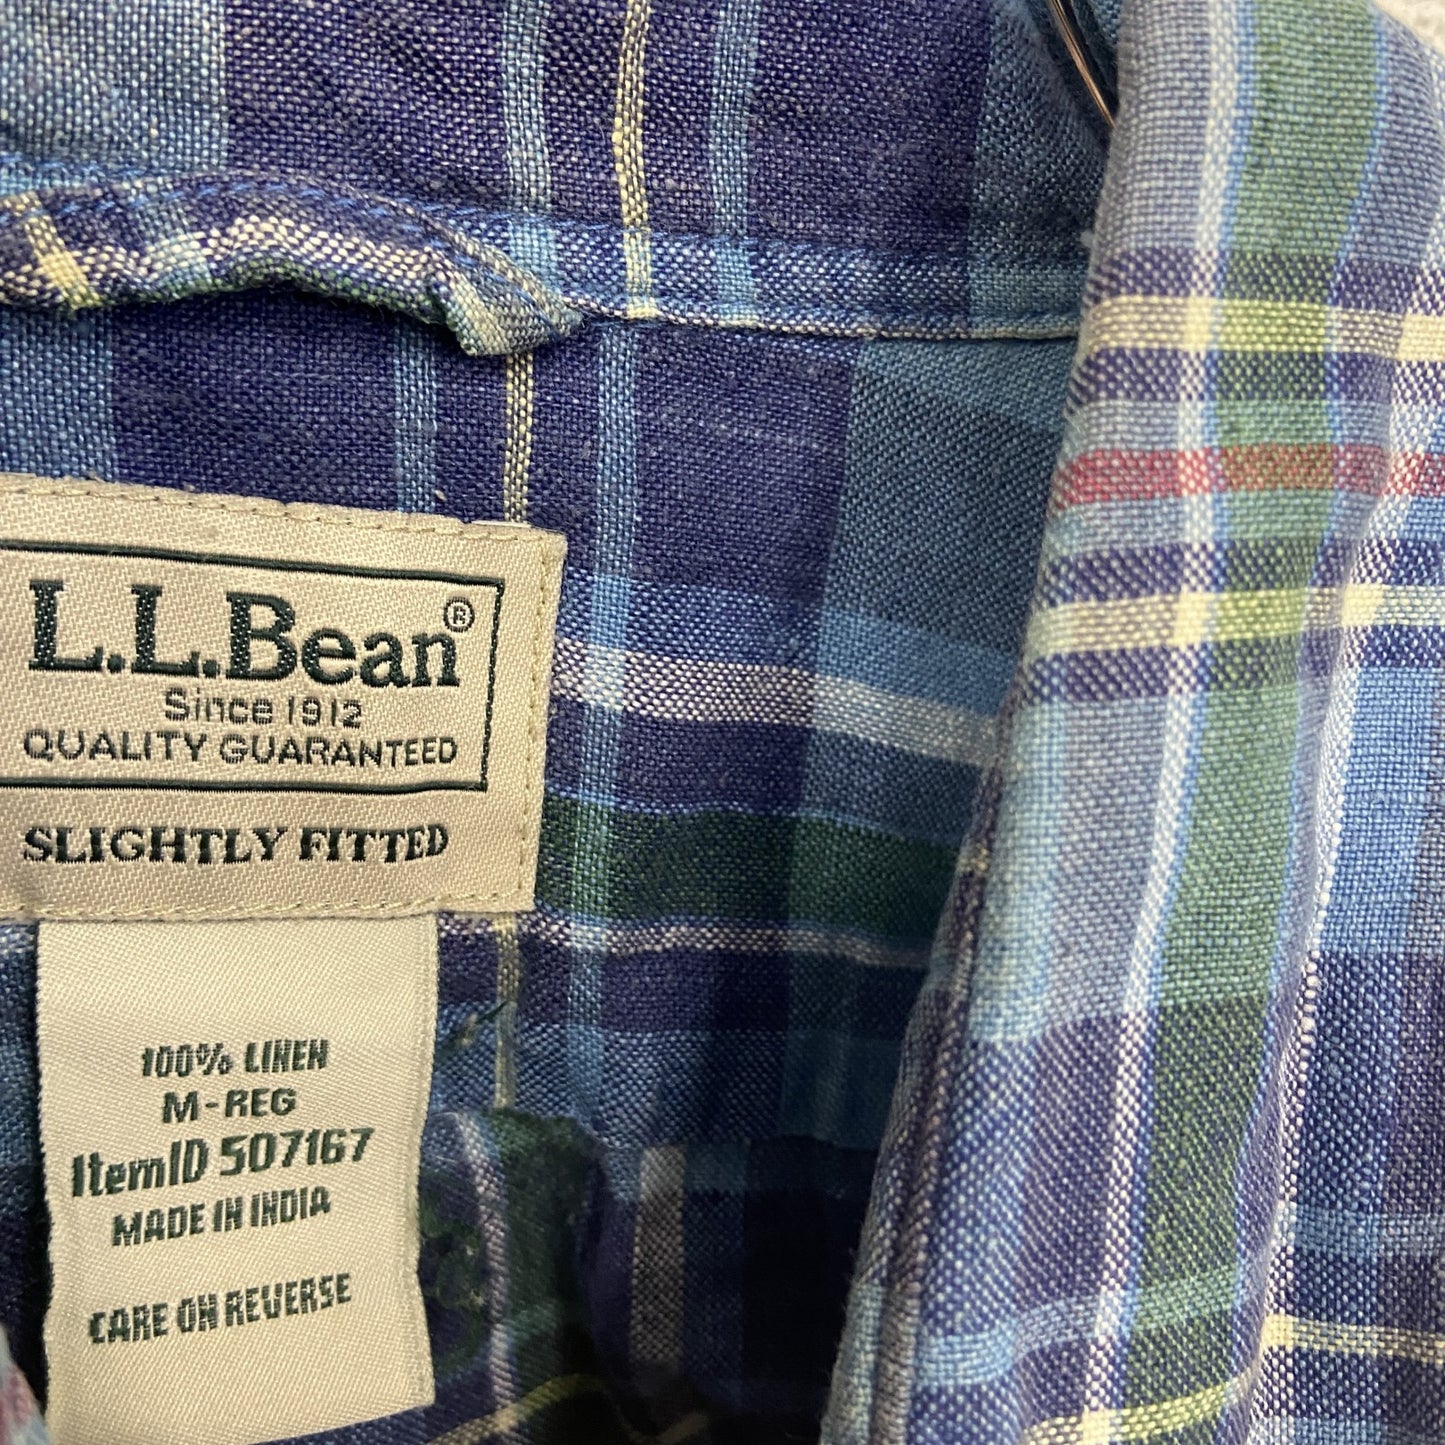 L.L.Bean®
Since 1912
QUALITY GUARANTEED
SLIGHTLY FITTED
100% LINEN
M-REG
ItemID 507167
MADE IN INDIA
CARE ON REVERSE